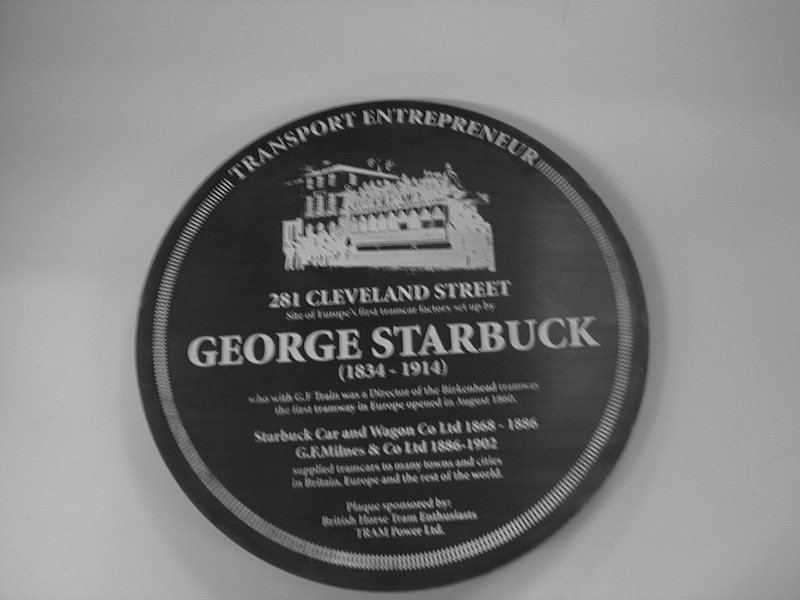 TRANSPORT ENTREPRENEUR
281 CLEVELAND STREET
Site of Europe's first tramcar factory set up by
GEORGE STARBUCK
(1834 - 1914)
who with G.F Train was a Director of the Birkenhead tramway
the first tramway in Europe opened in August 1860.
Starbuck Car and Wagon Co Ltd 1868 - 1886
G.F.Milnes & Co Ltd 1886-1902
supplied tramcars to many towns and cities
in Britain, Europe and the rest of the world.
Plaque sponsored by:
British Horse Tram Enthusiasts
TRAM Power Ltd.